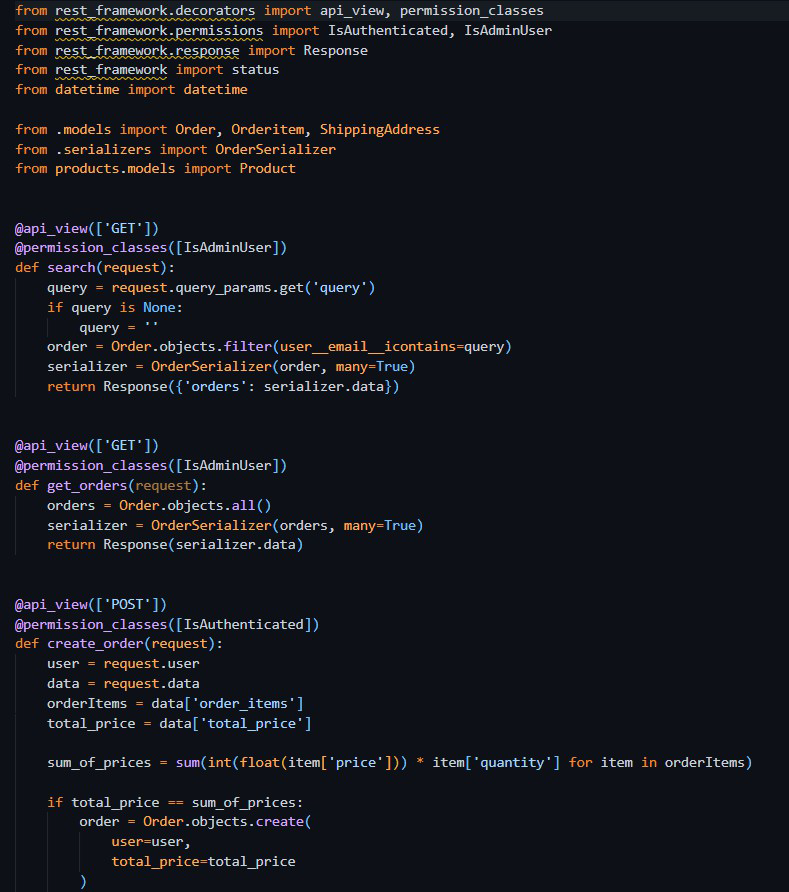 from rest_framework.decorators import api_view, permission_classes
from rest_framework.permissions import IsAuthenticated, IsAdminUser
from rest_framework.response import Response
from rest_framework import status
from datetime import datetime

from .models import Order, Orderitem, ShippingAddress
from .serializers import OrderSerializer
from products.models import Product


@api_view(['GET'])
@permission_classes([IsAdminUser])
def search(request):
    query = request.query_params.get('query')
    if query is None:
        query = ''
    order = Order.objects.filter(user__email__icontains=query)
    serializer = OrderSerializer(order, many=True)
    return Response({'orders': serializer.data})


@api_view(['GET'])
@permission_classes([IsAdminUser])
def get_orders(request):
    orders = Order.objects.all()
    serializer = OrderSerializer(orders, many=True)
    return Response(serializer.data)


@api_view(['POST'])
@permission_classes([IsAuthenticated])
def create_order(request):
    user = request.user
    data = request.data
    orderItems = data['order_items']
    total_price = data['total_price']

    sum_of_prices = sum(int(float(item['price'])) * item['quantity'] for item in orderItems)

    if total_price == sum_of_prices:
        order = Order.objects.create(
            user=user,
            total_price=total_price
        )